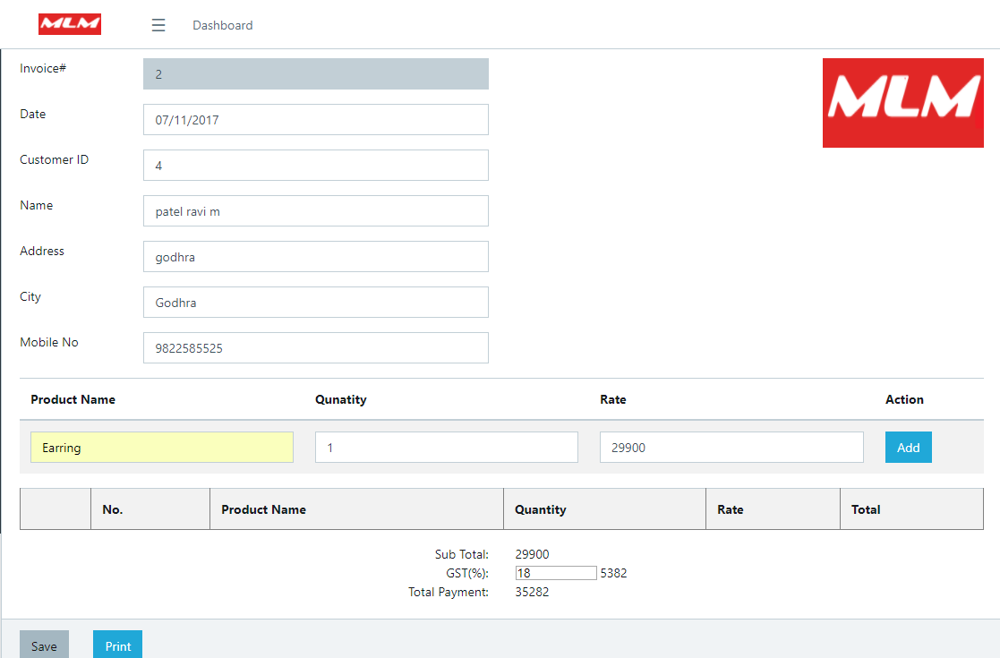 MLM ☰ Dashboard
MLM
Invoice# 2
Date 07/11/2017
Customer ID 4
Name patel ravi m
Address godhra
City Godhra
Mobile No 9822585525
Product Name Qunatity Rate Action
Earring 1 29900 Add
No. Product Name Quantity Rate Total
Sub Total: 29900
GST(%): 18 5382
Total Payment: 35282
Save Print